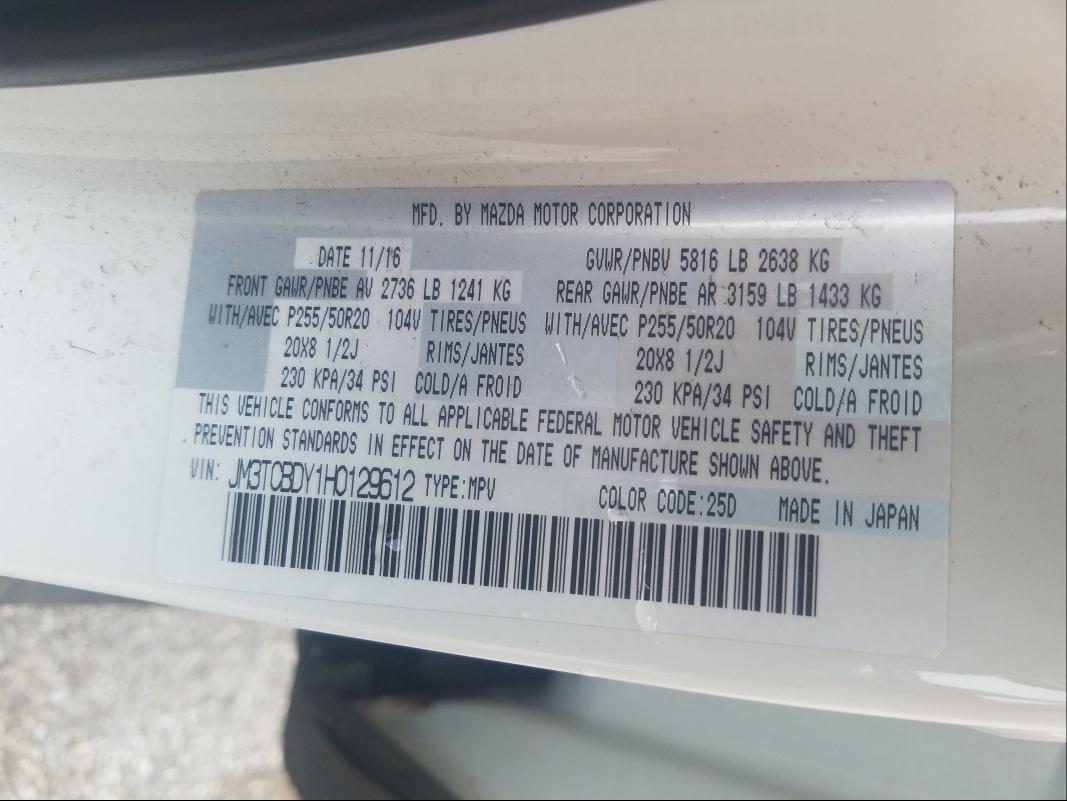 MFD. BY MAZDA MOTOR CORPORATION
DATE 11/16 GVWR/PNBV 5816 LB 2638 KG
FRONT GAWR/PNBE AV 2736 LB 1241 KG REAR GAWR/PNBE AR 3159 LB 1433 KG
WITH/AVEC P255/50R20 104V TIRES/PNEUS WITH/AVEC P255/50R20 104V TIRES/PNEUS
20X8 1/2J RIMS/JANTES 20X8 1/2J RIMS/JANTES
230 KPA/34 PSI COLD/A FROID 230 KPA/34 PSI COLD/A FROID
THIS VEHICLE CONFORMS TO ALL APPLICABLE FEDERAL MOTOR VEHICLE SAFETY AND THEFT
PREVENTION STANDARDS IN EFFECT ON THE DATE OF MANUFACTURE SHOWN ABOVE.
VIN: JM3TCBDY1H0129612 TYPE:MPV COLOR CODE:25D MADE IN JAPAN